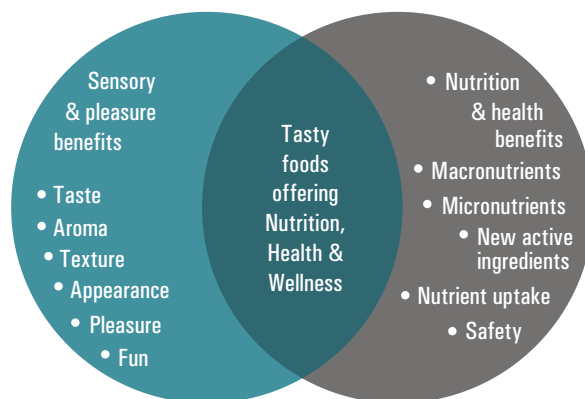 Sensory
& pleasure
benefits
• Taste
• Aroma
• Texture
• Appearance
• Pleasure
• Fun
Tasty
foods
offering
Nutrition,
Health &
Wellness
• Nutrition
& health
benefits
• Macronutrients
• Micronutrients
• New active
ingredients
• Nutrient uptake
• Safety